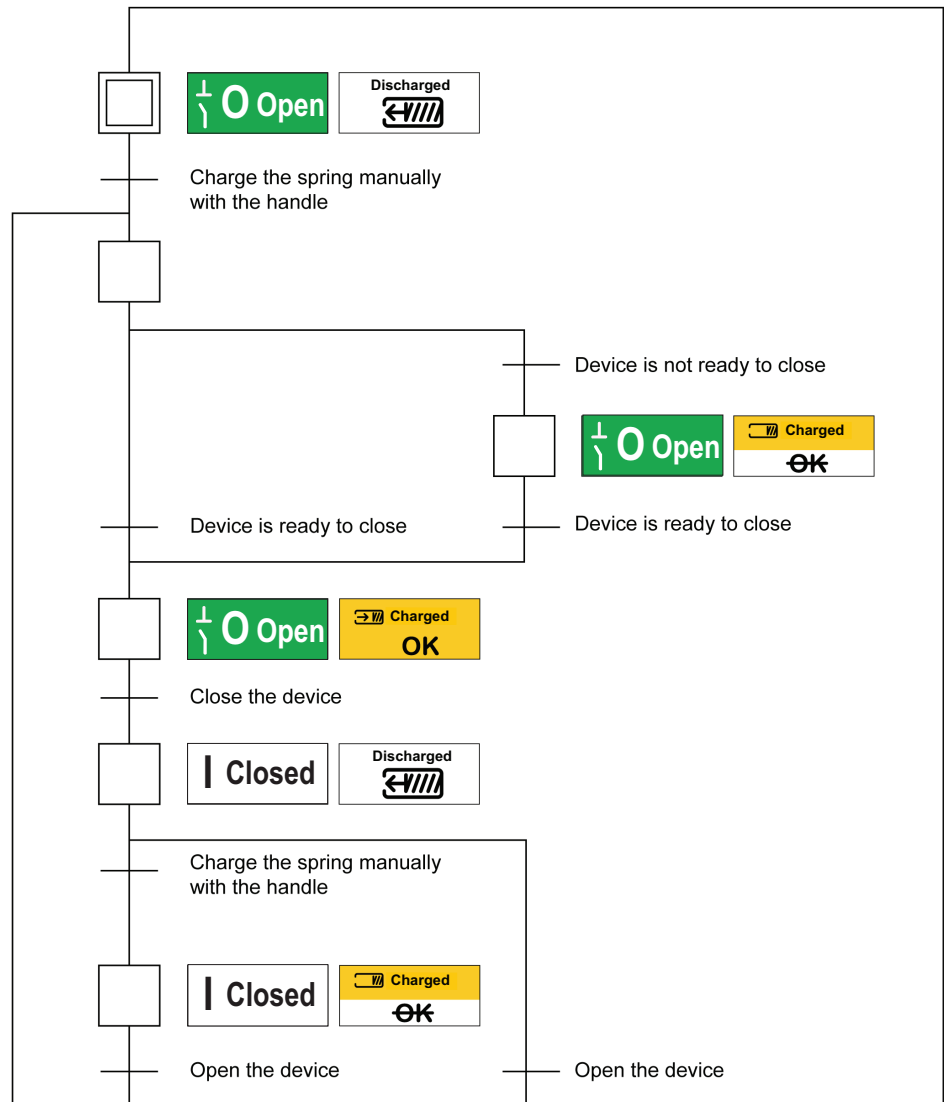 O Open
Discharged
Charge the spring manually
with the handle
Device is not ready to close
O Open
Charged
OK
Device is ready to close
Device is ready to close
O Open
Charged
OK
Close the device
I Closed
Discharged
Charge the spring manually
with the handle
I Closed
Charged
OK
Open the device
Open the device